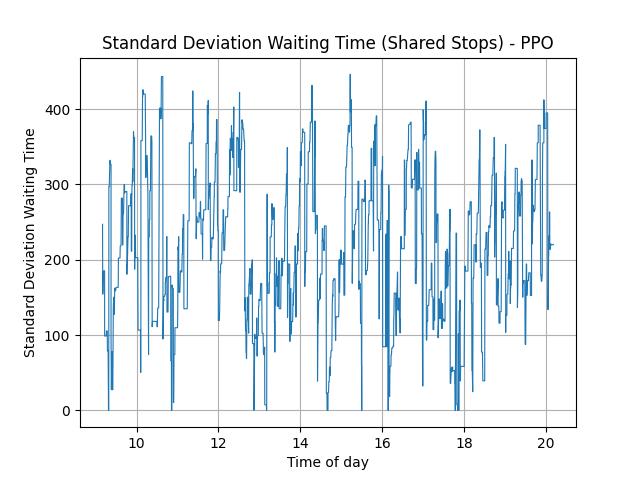 Standard Deviation Waiting Time (Shared Stops) - PPO
Standard Deviation Waiting Time
400
300
200
100
0
10 12 14 16 18 20
Time of day